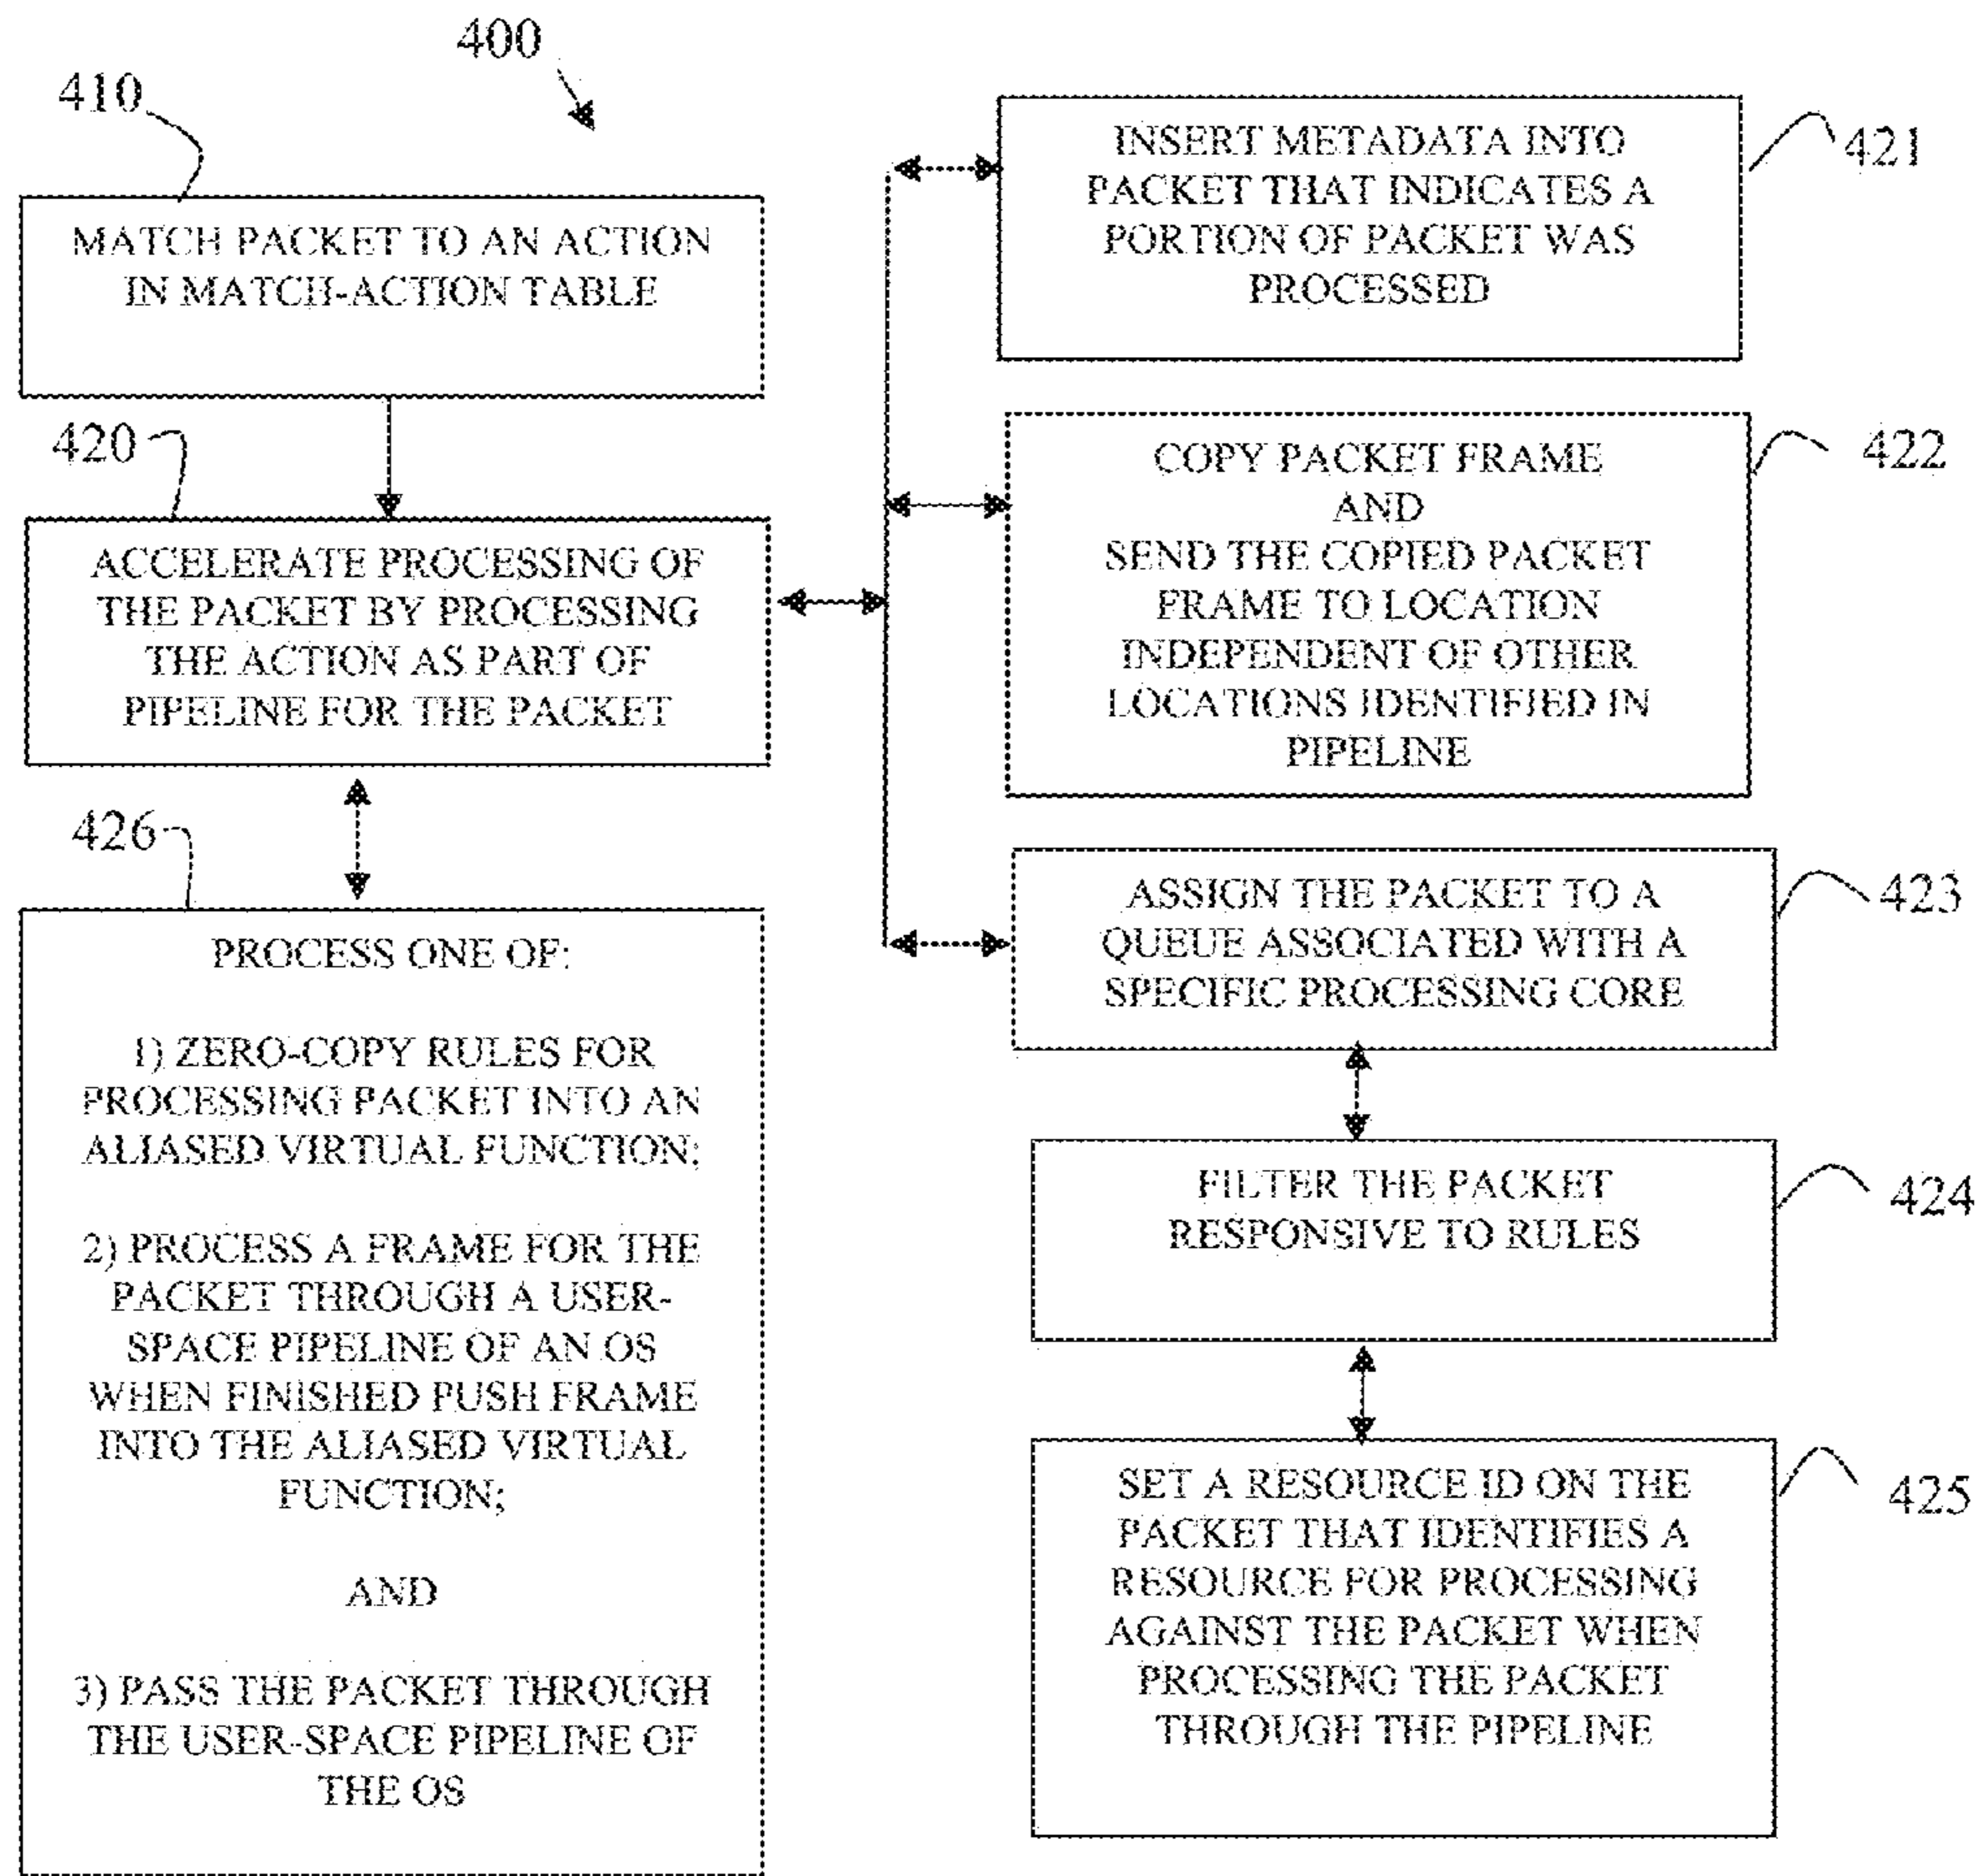 400
410
MATCH PACKET TO AN ACTION
IN MATCH-ACTION TABLE
420
ACCELERATE PROCESSING OF
THE PACKET BY PROCESSING
THE ACTION AS PART OF
PIPELINE FOR THE PACKET
426
PROCESS ONE OF:
1) ZERO-COPY RULES FOR
PROCESSING PACKET INTO AN
ALIASED VIRTUAL FUNCTION;
2) PROCESS A FRAME FOR THE
PACKET THROUGH A USER-
SPACE PIPELINE OF AN OS
WHEN FINISHED PUSH FRAME
INTO THE ALIASED VIRTUAL
FUNCTION;
AND
3) PASS THE PACKET THROUGH
THE USER-SPACE PIPELINE OF
THE OS
INSERT METADATA INTO
PACKET THAT INDICATES A
PORTION OF PACKET WAS
PROCESSED
421
COPY PACKET FRAME
AND
SEND THE COPIED PACKET
FRAME TO LOCATION
INDEPENDENT OF OTHER
LOCATIONS IDENTIFIED IN
PIPELINE
422
ASSIGN THE PACKET TO A
QUEUE ASSOCIATED WITH A
SPECIFIC PROCESSING CORE
423
FILTER THE PACKET
RESPONSIVE TO RULES
424
SET A RESOURCE ID ON THE
PACKET THAT IDENTIFIES A
RESOURCE FOR PROCESSING
AGAINST THE PACKET WHEN
PROCESSING THE PACKET
THROUGH THE PIPELINE
425